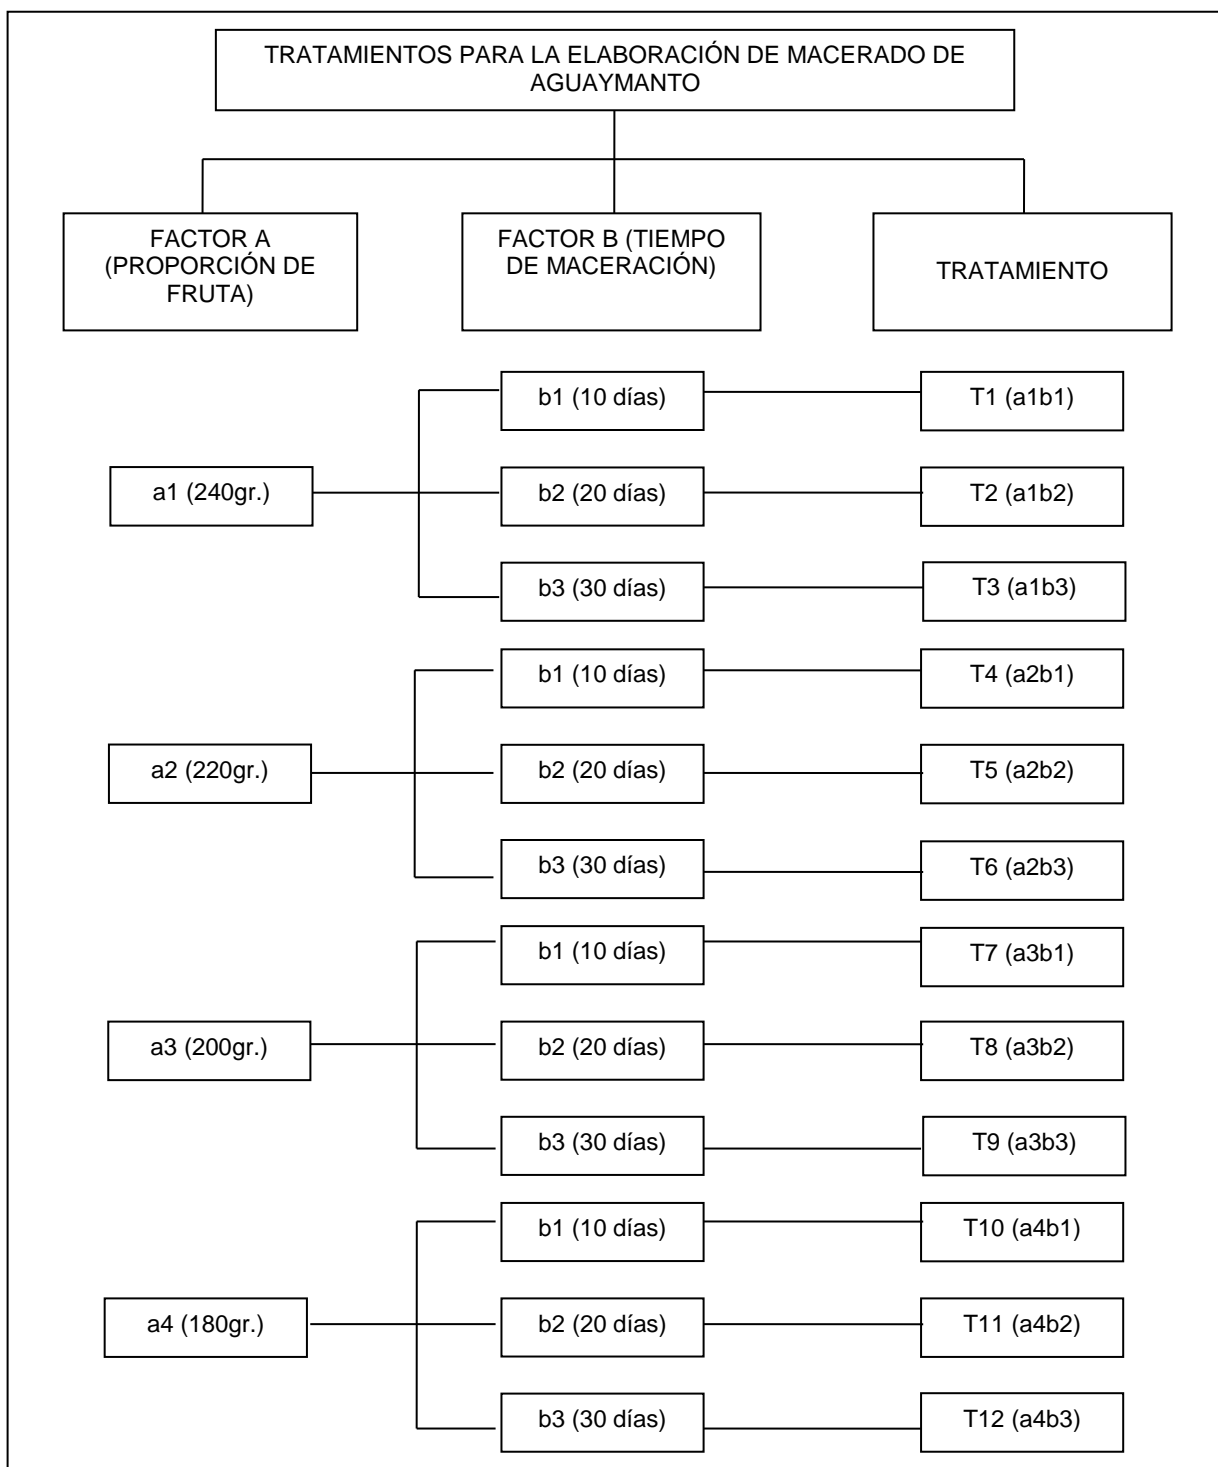 TRATAMIENTOS PARA LA ELABORACIÓN DE MACERADO DE
AGUAYMANTO
FACTOR A
(PROPORCIÓN DE
FRUTA)
FACTOR B (TIEMPO
DE MACERACIÓN)
TRATAMIENTO
b1 (10 días)
T1 (a1b1)
a1 (240gr.)
b2 (20 días)
T2 (a1b2)
b3 (30 días)
T3 (a1b3)
b1 (10 días)
T4 (a2b1)
a2 (220gr.)
b2 (20 días)
T5 (a2b2)
b3 (30 días)
T6 (a2b3)
b1 (10 días)
T7 (a3b1)
a3 (200gr.)
b2 (20 días)
T8 (a3b2)
b3 (30 días)
T9 (a3b3)
b1 (10 días)
T10 (a4b1)
a4 (180gr.)
b2 (20 días)
T11 (a4b2)
b3 (30 días)
T12 (a4b3)